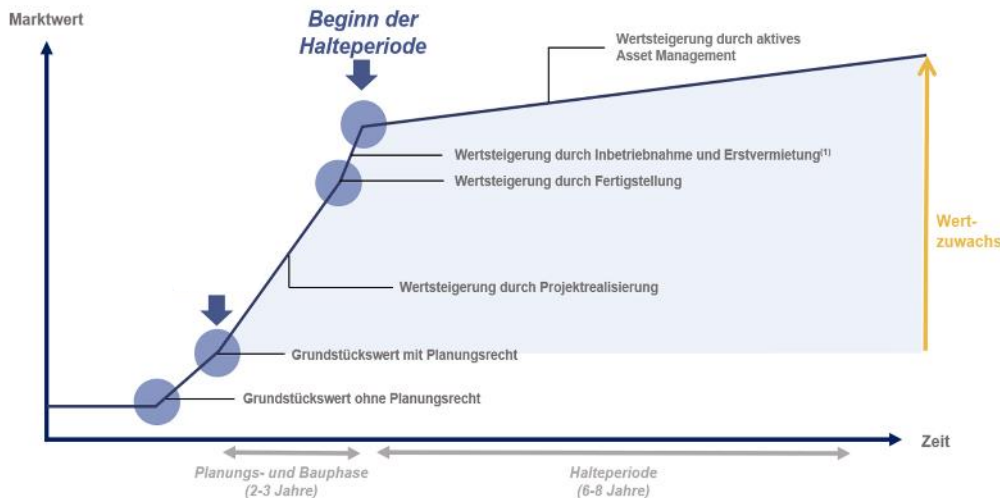 Marktwert
Beginn der
Halteperiode
Wertsteigerung durch aktives
Asset Management
Wertsteigerung durch Inbetriebnahme und Erstvermietung(1)
Wertsteigerung durch Fertigstellung
Wert-
zuwachs
Wertsteigerung durch Projektrealisierung
Grundstückswert mit Planungsrecht
Grundstückswert ohne Planungsrecht
Zeit
Planungs- und Bauphase
(2-3 Jahre)
Halteperiode
(6-8 Jahre)